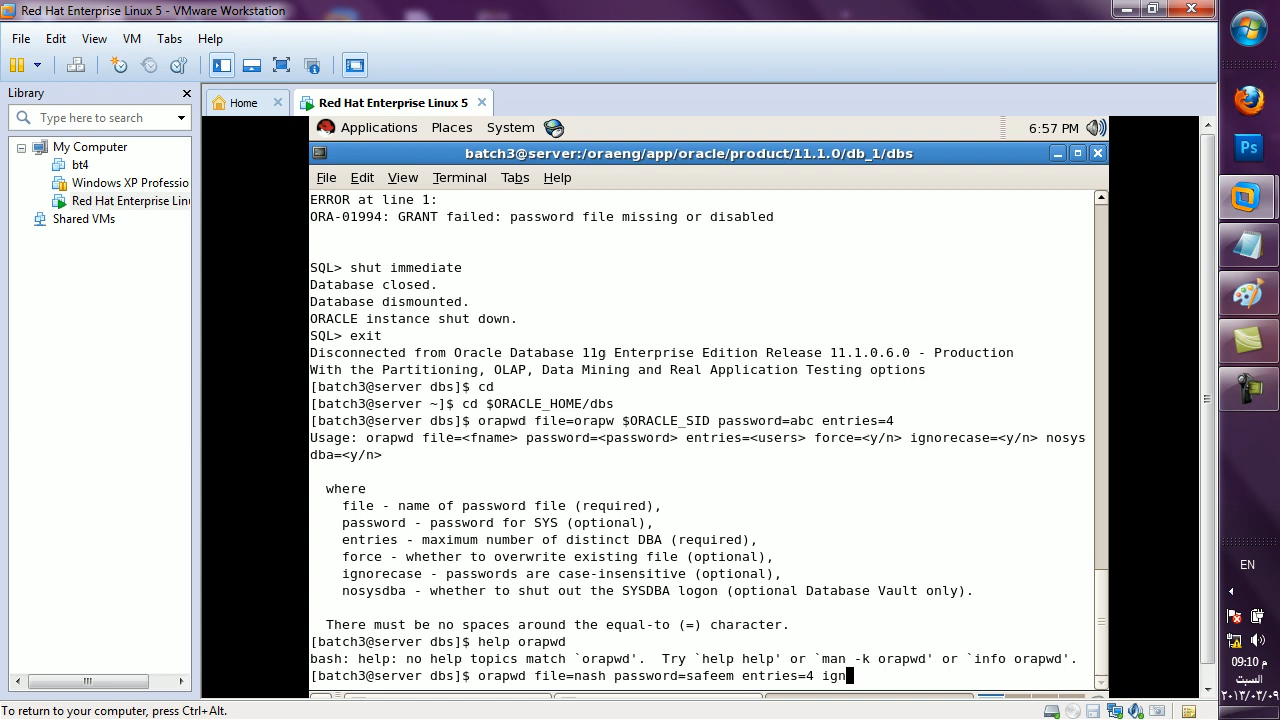 Red Hat Enterprise Linux 5 - VMware Workstation
File Edit View VM Tabs Help
Library
Type here to search
My Computer
bt4
Windows XP Professio
Red Hat Enterprise Linu
Shared VMs
Home
Red Hat Enterprise Linux 5
Applications Places System
6:57 PM
batch3@server:/oraeng/app/oracle/product/11.1.0/db_1/dbs
File Edit View Terminal Tabs Help
ERROR at line 1:
ORA-01994: GRANT failed: password file missing or disabled
SQL> shut immediate
Database closed.
Database dismounted.
ORACLE instance shut down.
SQL> exit
Disconnected from Oracle Database 11g Enterprise Edition Release 11.1.0.6.0 - Production
With the Partitioning, OLAP, Data Mining and Real Application Testing options
[batch3@server dbs]$ cd
[batch3@server ~]$ cd $ORACLE_HOME/dbs
[batch3@server dbs]$ orapwd file=orapw $ORACLE_SID password=abc entries=4
Usage: orapwd file=<fname> password=<password> entries=<users> force=<y/n> ignorecase=<y/n> nosys
dba=<y/n>
where
file - name of password file (required),
password - password for SYS (optional),
entries - maximum number of distinct DBA (required),
force - whether to overwrite existing file (optional),
ignorecase - passwords are case-insensitive (optional),
nosysdba - whether to shut out the SYSDBA logon (optional Database Vault only).
There must be no spaces around the equal-to (=) character.
[batch3@server dbs]$ help orapwd
bash: help: no help topics match `orapwd'.  Try `help help' or `man -k orapwd' or `info orapwd'.
[batch3@server dbs]$ orapwd file=nash password=safeem entries=4 ign
To return to your computer, press Ctrl+Alt.
Ps
EN
09:10 م
٢٠١٣/٠٣/٠٩